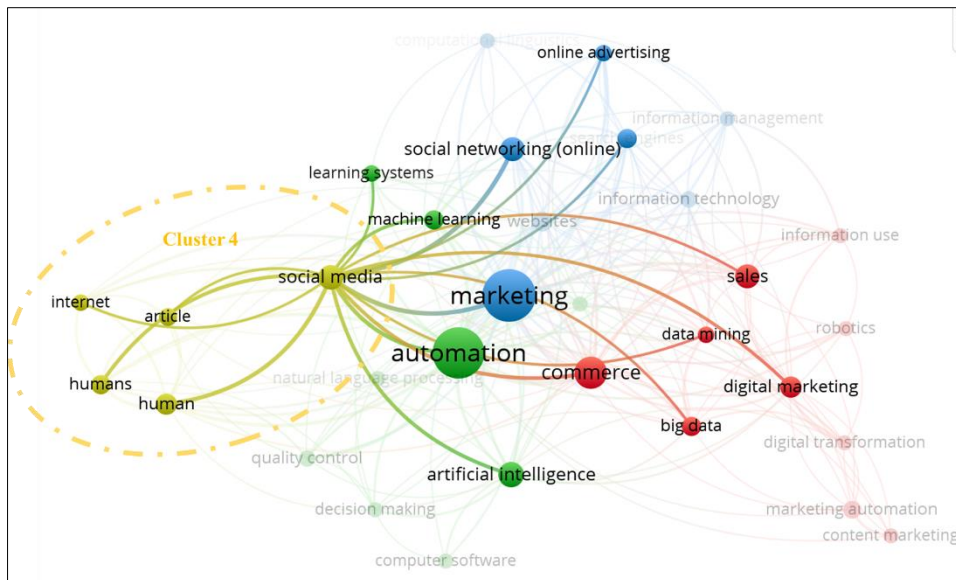 computational linguistics
online advertising
information management
search engines
social networking (online)
learning systems
information technology
machine learning
websites
information use
Cluster 4
social media
sales
internet
marketing
article
data mining
robotics
automation
commerce
natural language processing
humans
digital marketing
human
big data
digital transformation
quality control
artificial intelligence
decision making
marketing automation
content marketing
computer software